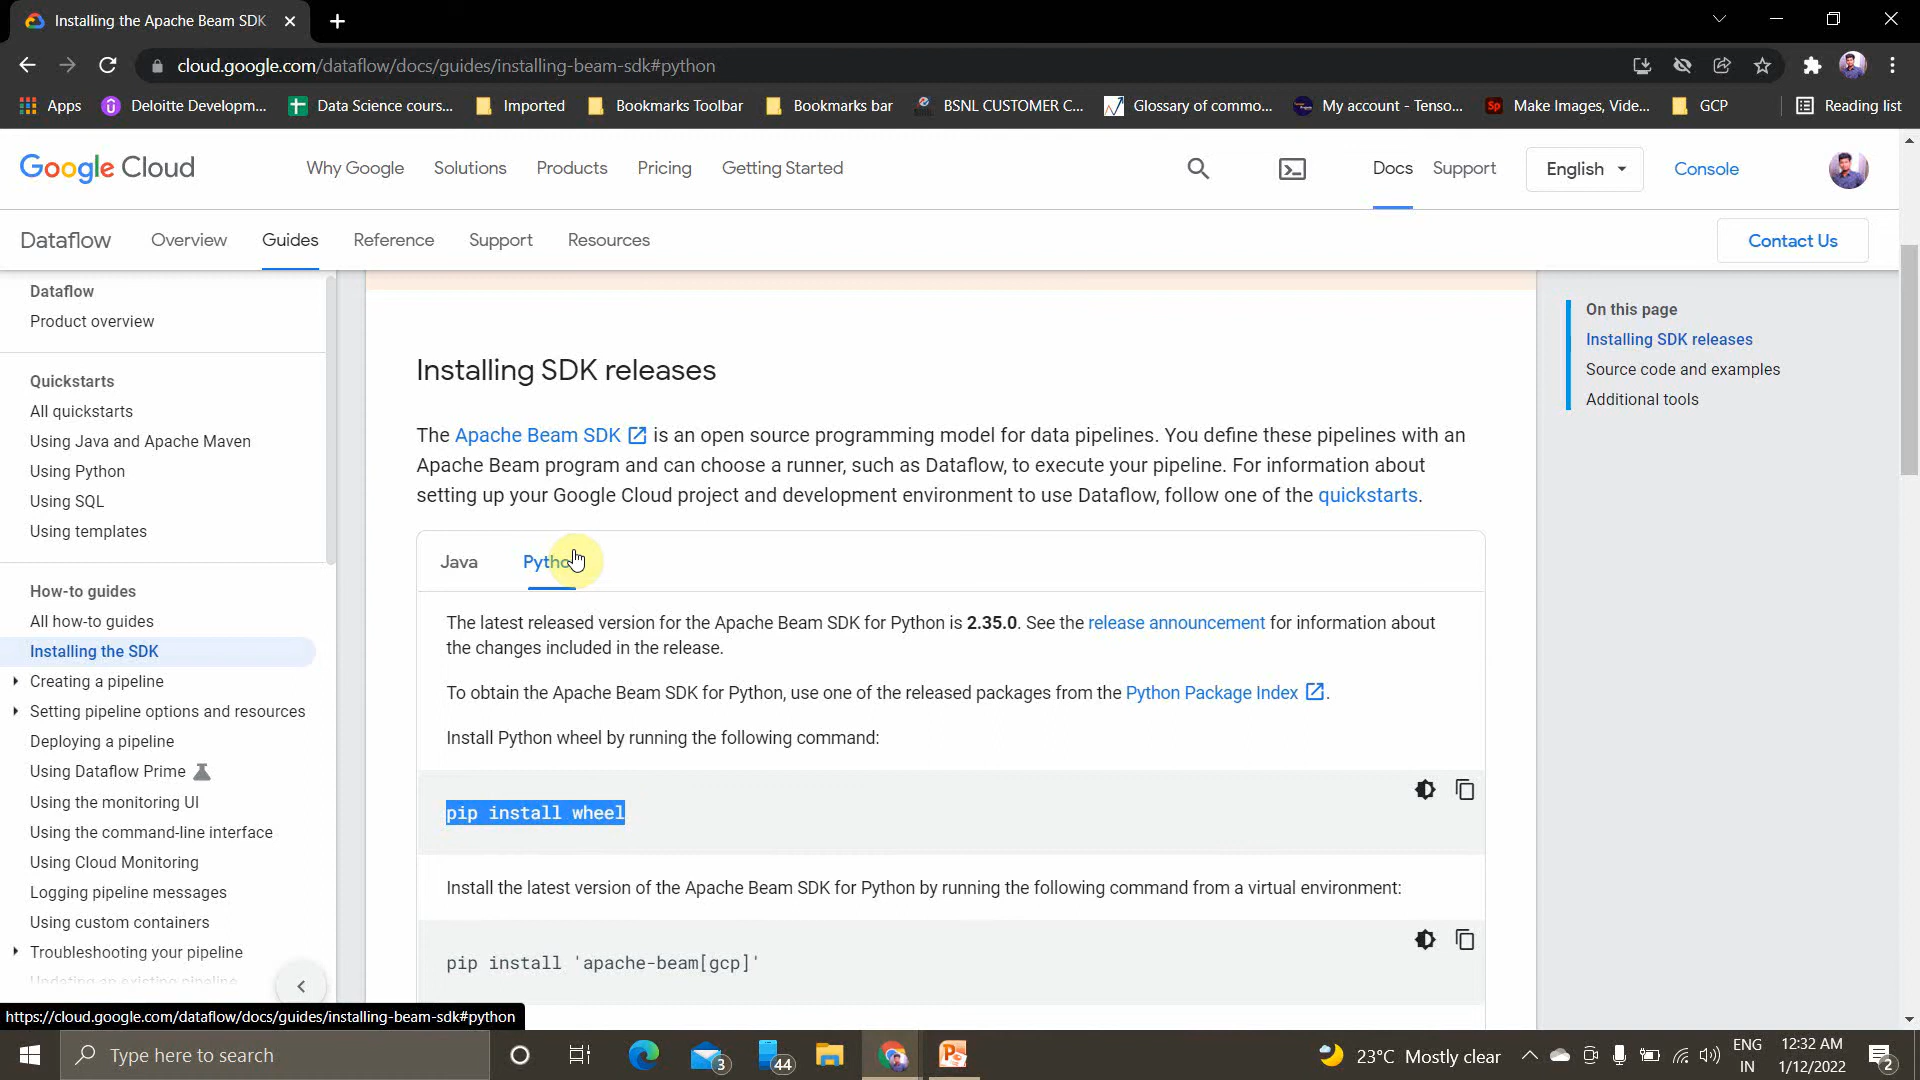 Installing the Apache Beam SDK
cloud.google.com/dataflow/docs/guides/installing-beam-sdk#python
Apps
Deloitte Developm...
Data Science cours...
Imported
Bookmarks Toolbar
Bookmarks bar
BSNL CUSTOMER C...
Glossary of commo...
My account - Tenso...
Sp
Make Images, Vide...
GCP
Reading list
Google Cloud
Why Google
Solutions
Products
Pricing
Getting Started
Docs
Support
English
Console
Dataflow
Overview
Guides
Reference
Support
Resources
Contact Us
Dataflow
Product overview
Quickstarts
All quickstarts
Using Java and Apache Maven
Using Python
Using SQL
Using templates
How-to guides
All how-to guides
Installing the SDK
Creating a pipeline
Setting pipeline options and resources
Deploying a pipeline
Using Dataflow Prime
Using the monitoring UI
Using the command-line interface
Using Cloud Monitoring
Logging pipeline messages
Using custom containers
Troubleshooting your pipeline
Updating an existing pipeline
Installing SDK releases
The Apache Beam SDK is an open source programming model for data pipelines. You define these pipelines with an
Apache Beam program and can choose a runner, such as Dataflow, to execute your pipeline. For information about
setting up your Google Cloud project and development environment to use Dataflow, follow one of the quickstarts.
Java
Python
The latest released version for the Apache Beam SDK for Python is 2.35.0. See the release announcement for information about
the changes included in the release.
To obtain the Apache Beam SDK for Python, use one of the released packages from the Python Package Index.
Install Python wheel by running the following command:
pip install wheel
Install the latest version of the Apache Beam SDK for Python by running the following command from a virtual environment:
pip install 'apache-beam[gcp]'
On this page
Installing SDK releases
Source code and examples
Additional tools
https://cloud.google.com/dataflow/docs/guides/installing-beam-sdk#python
Type here to search
3
44
23°C Mostly clear
ENG
IN
12:32 AM
1/12/2022
2